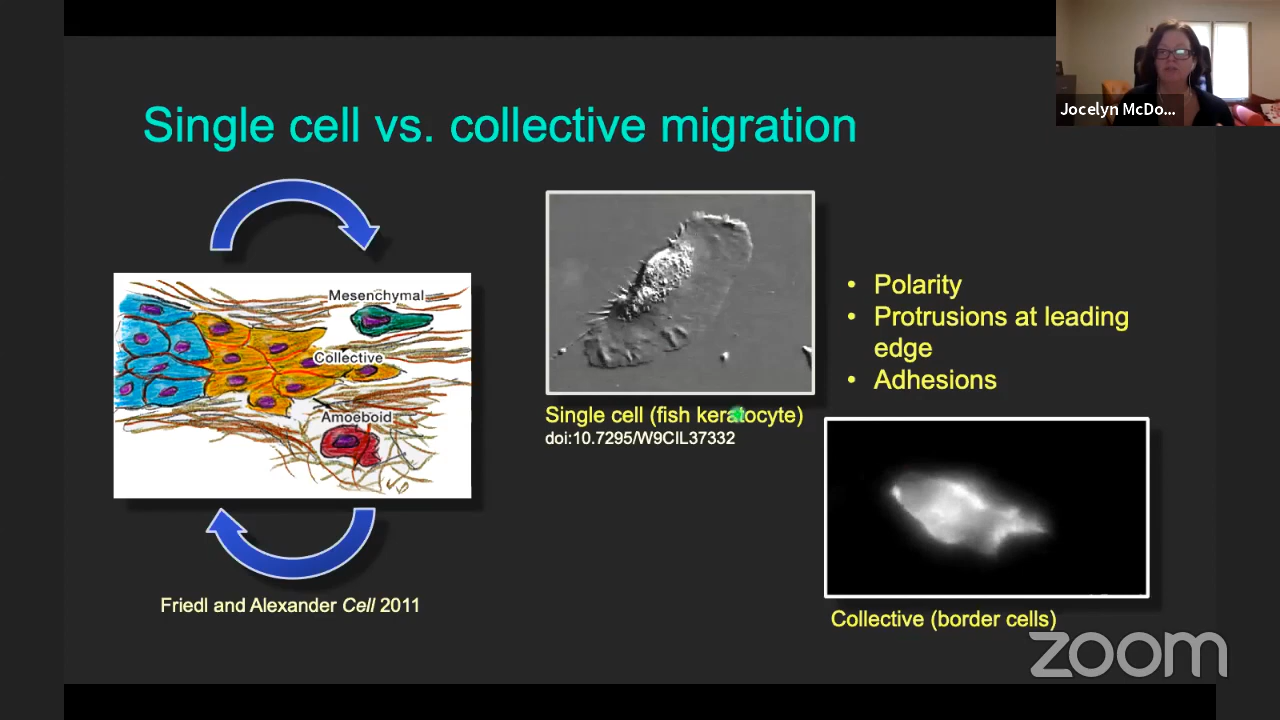 Jocelyn McDo...
Single cell vs. collective migration
Mesenchymal
Collective
Amoeboid
Friedl and Alexander Cell 2011
Single cell (fish keratocyte)
doi:10.7295/W9CIL37332
• Polarity
• Protrusions at leading
edge
• Adhesions
Collective (border cells)
zoom